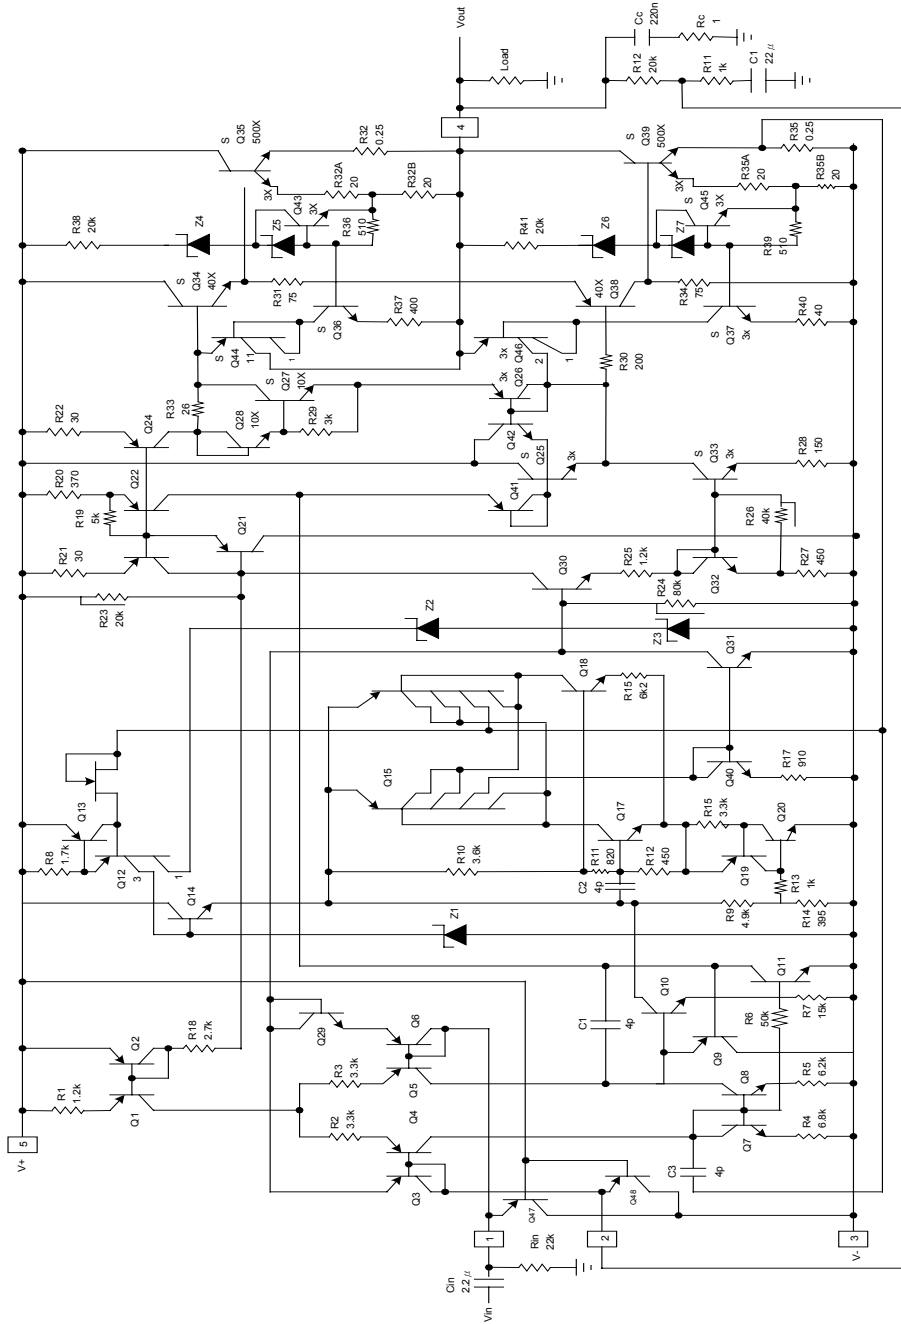 Vout
Load
Cc
220n
Rc
1
R12
20k
R11
1k
C1
22µ
4
S
Q35
500X
R32
0.25
3X
R32A
20
R32B
20
Q43
3X
R36
510
Z5
Z4
R38
20k
S
Q39
500X
R35
0.25
3X
R35A
20
R35B
20
S
Q45
3X
R39
510
Z7
Z6
R41
20k
S
Q34
40X
R31
75
S
Q36
R37
400
S
Q44
11
1
40X
Q38
R34
75
S
Q37
3x
R40
40
3x
Q46
2
1
R30
200
R33
26
S
Q27
10X
Q28
10X
R29
3k
3x
Q26
Q42
S
Q25
3x
Q41
R22
30
Q24
R20
370
R19
5k
Q22
Q21
R21
30
R23
20k
S
Q33
3x
R28
150
R26
40k
Q32
R27
450
R25
1.2k
R24
80k
Q30
Z2
Z3
Q31
Q18
R15
6k2
Q15
Q40
R17
910
Q13
R8
1.7k
Q12
3
1
Q14
R10
3.6k
R11
820
C2
4p
R12
450
Q17
R15
3.3k
Q19
Q20
R13
1k
R9
4.9k
R14
395
Z1
Q2
R18
2.7k
R1
1.2k
Q1
5
V+
Q29
Q6
R3
3.3k
Q5
R2
3.3k
Q4
Q3
C1
4p
Q10
Q11
R6
50k
R7
15k
Q9
Q8
R5
6.2k
Q7
R4
6.8k
C3
4p
Q47
Q48
1
2
3
V-
Rin
22k
Cin
2.2µ
Vin